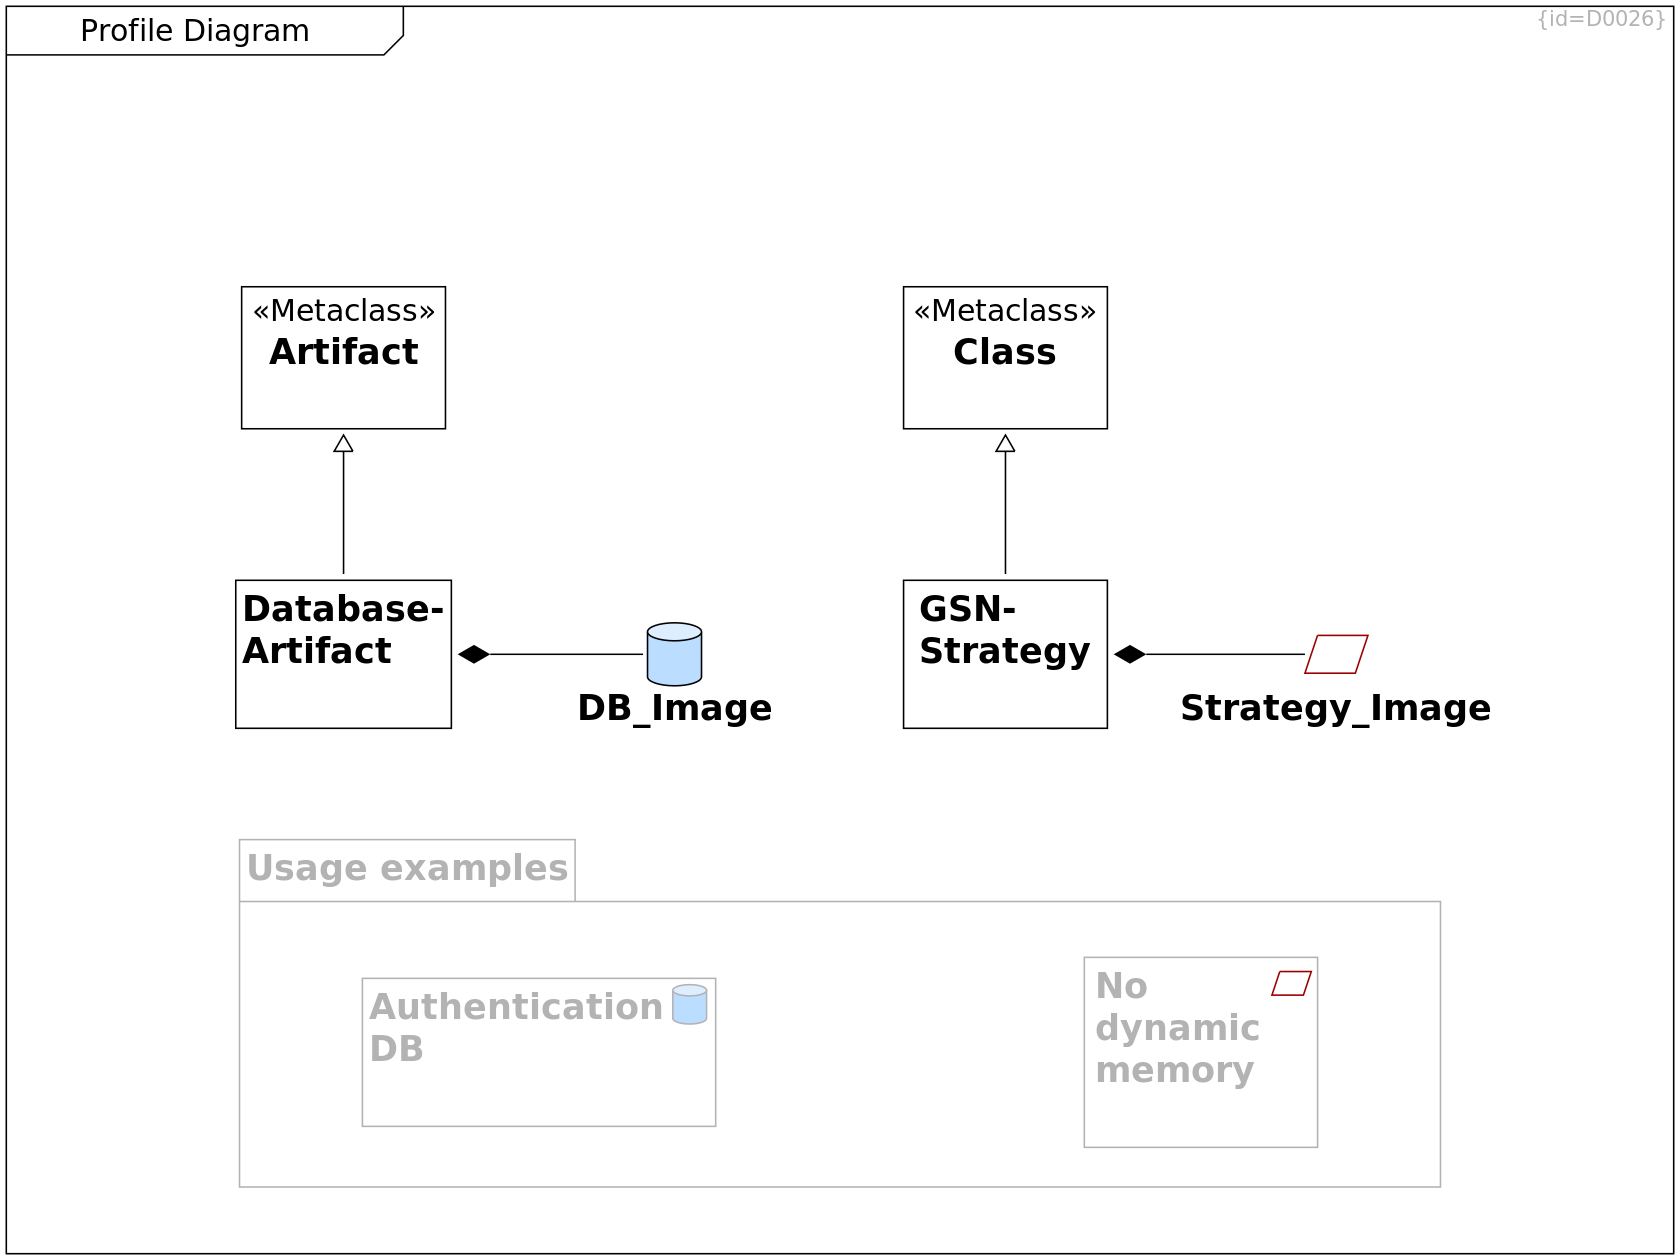 Profile Diagram
{id=D0026}
«Metaclass»
Artifact
«Metaclass»
Class
Database-
Artifact
DB_Image
GSN-
Strategy
Strategy_Image
Usage examples
Authentication
DB
No
dynamic
memory